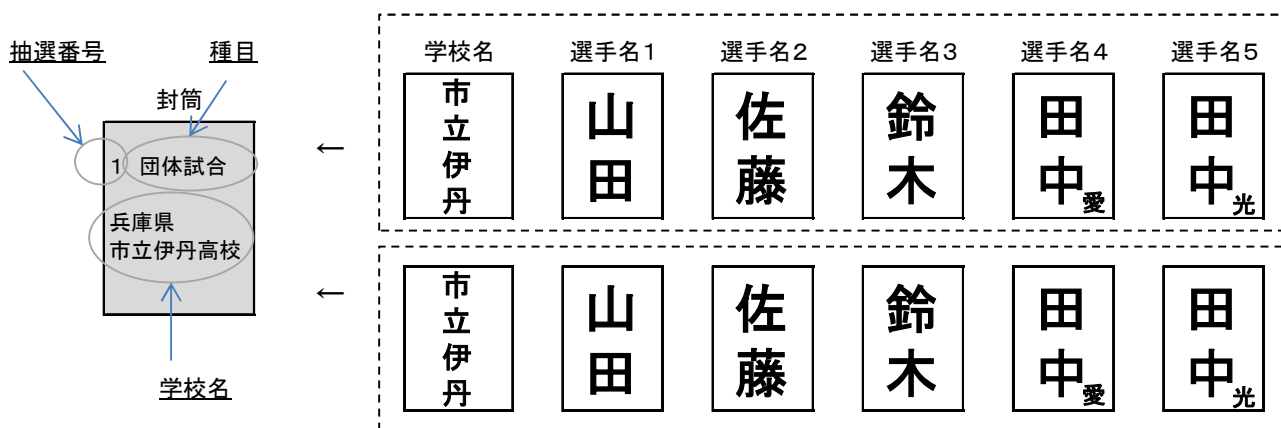 抽選番号
種目
封筒
1 団体試合
兵庫県
市立伊丹高校
学校名
←
←
学校名 選手名1 選手名2 選手名3 選手名4 選手名5
市立伊丹 山田 佐藤 鈴木 田中愛 田中光
市立伊丹 山田 佐藤 鈴木 田中愛 田中光